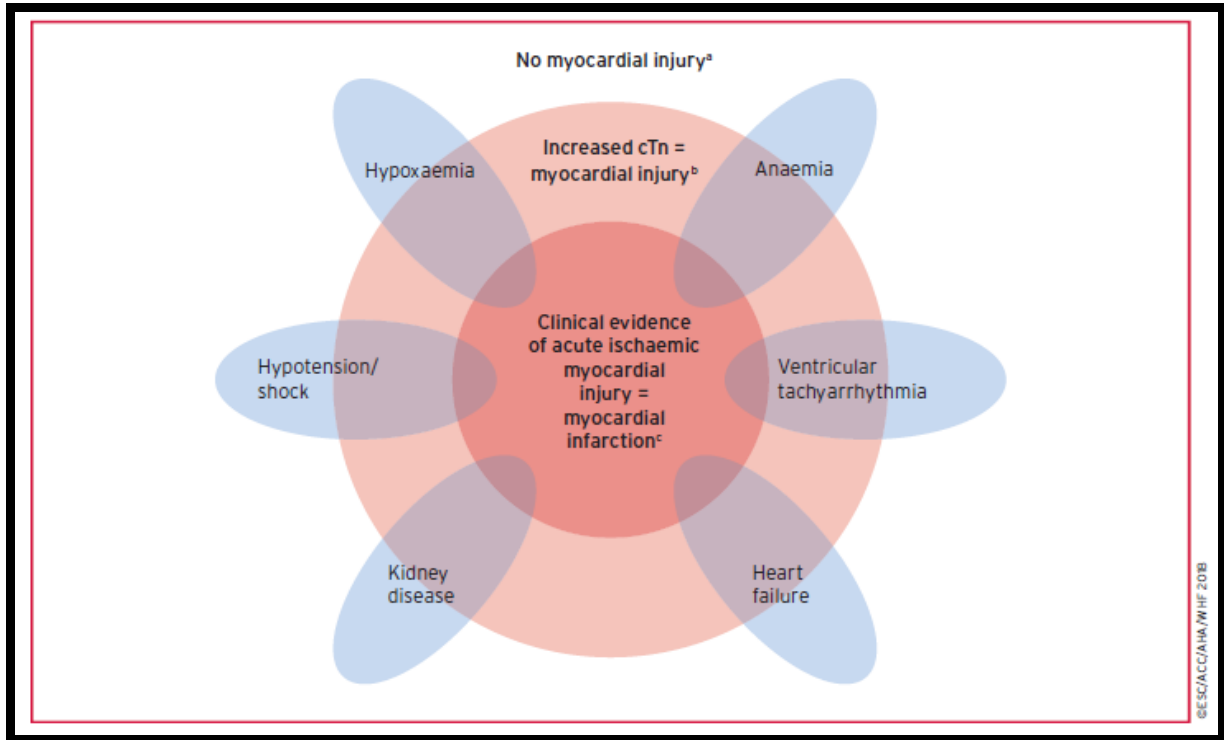 No myocardial injuryᵃ
Increased cTn =
myocardial injuryᵇ
Hypoxaemia
Anaemia
Clinical evidence
of acute ischaemic
myocardial
injury =
myocardial
infarctionᶜ
Hypotension/
shock
Ventricular
tachyarrhythmia
Kidney
disease
Heart
failure
©ESC/ACC/AHA/WHF 2018